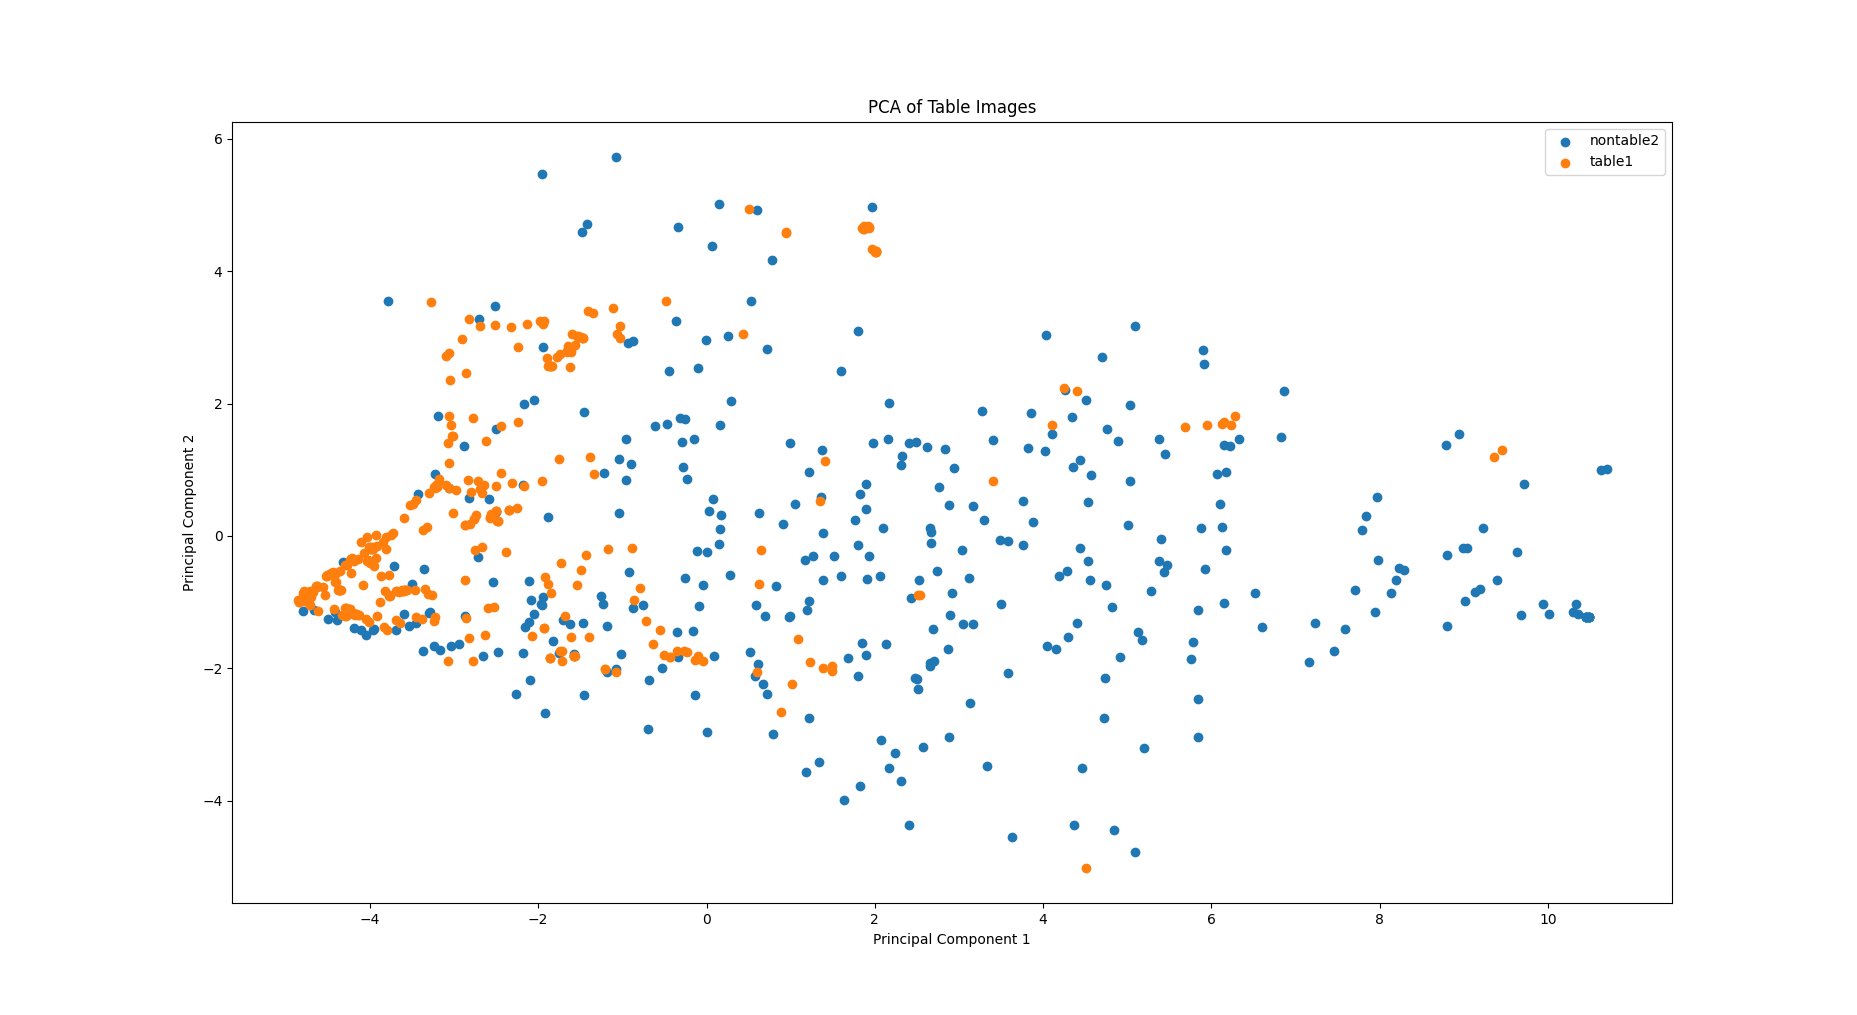 PCA of Table Images
nontable2
table1
6
4
2
0
−2
−4
Principal Component 2
−4
−2
0
2
4
6
8
10
Principal Component 1